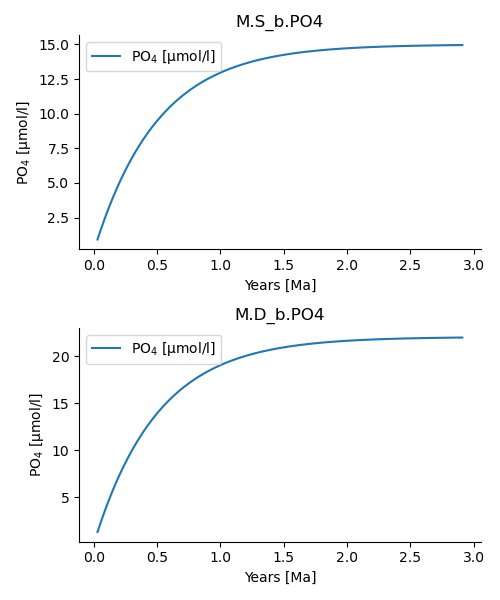 M.S_b.PO4
PO₄ [μmol/l]
15.0
12.5
10.0
7.5
5.0
2.5
PO₄ [μmol/l]
0.0 0.5 1.0 1.5 2.0 2.5 3.0
Years [Ma]
M.D_b.PO4
PO₄ [μmol/l]
20
15
10
5
PO₄ [μmol/l]
0.0 0.5 1.0 1.5 2.0 2.5 3.0
Years [Ma]